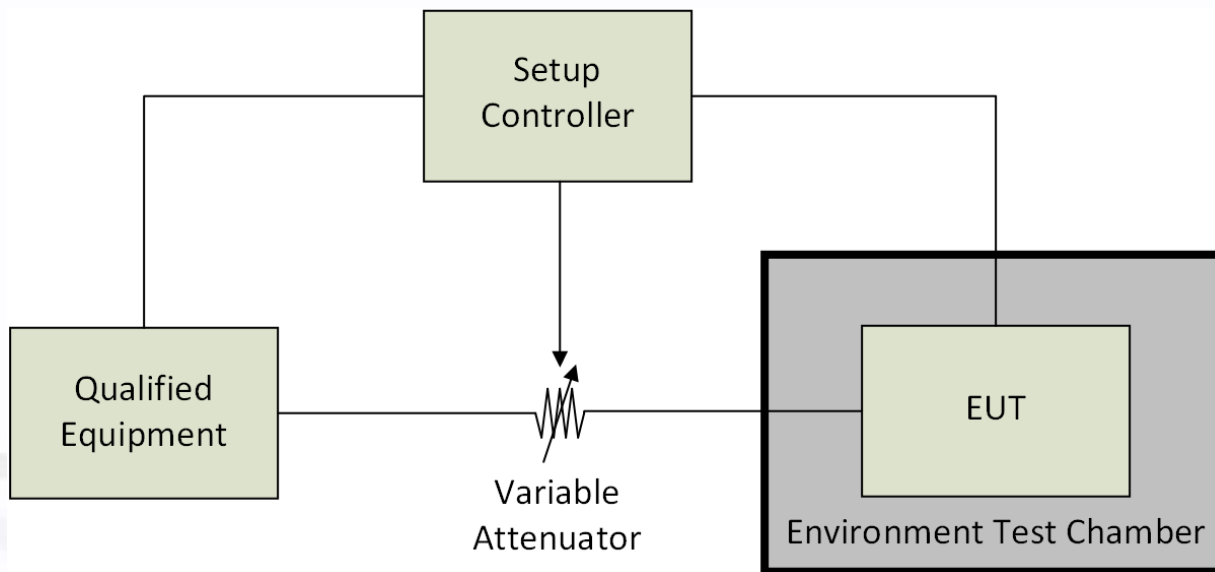 Setup
Controller
Qualified
Equipment
EUT
Variable
Attenuator
Environment Test Chamber